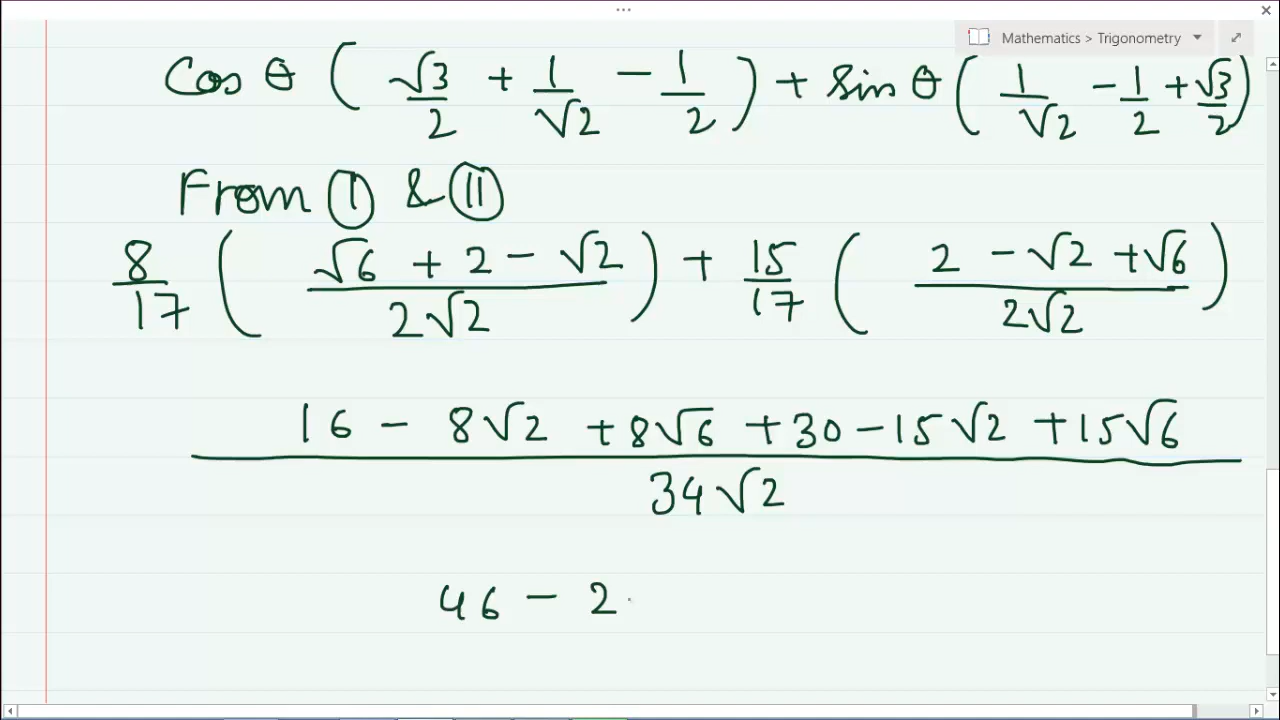 Mathematics > Trigonometry
Cos θ ( √3/2 + 1/√2 - 1/2 ) + Sin θ ( 1/√2 - 1/2 + √3/2 )
From (I) & (II)
8/17 ( (√6 + 2 - √2)/(2√2) ) + 15/17 ( (2 - √2 + √6)/(2√2) )
(16 - 8√2 + 8√6 + 30 - 15√2 + 15√6)/(34√2)
46 - 2